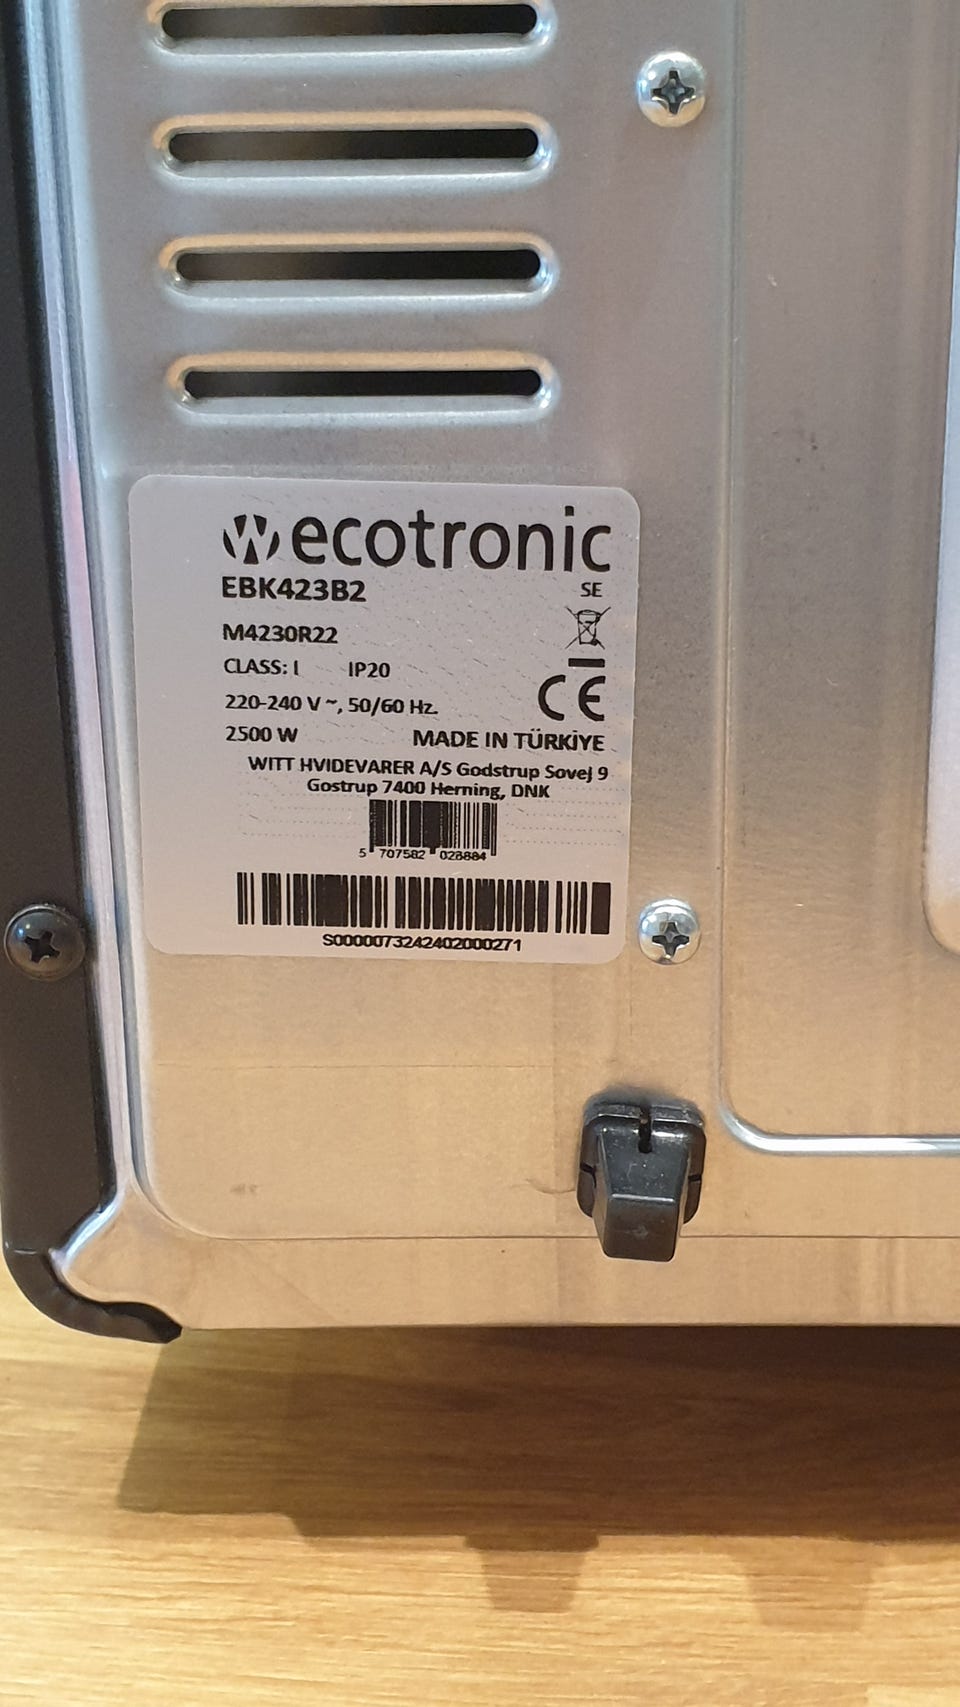 ecotronic
EBK423B2 SE
M4230R22
CLASS: I IP20
220-240 V ~, 50/60 Hz.
2500 W MADE IN TÜRKİYE
WITT HVIDEVARER A/S Godstrup Sovej 9
Gostrup 7400 Herning, DNK
5 707582 028884
S0000073242402000271